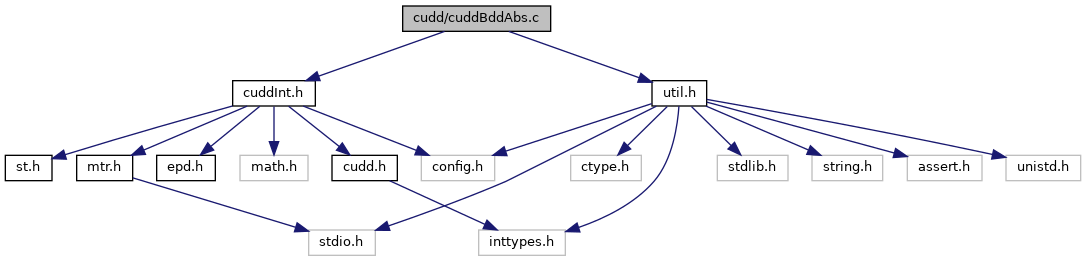 cudd/cuddBddAbs.c
cuddInt.h
util.h
st.h
mtr.h
epd.h
math.h
cudd.h
config.h
ctype.h
stdlib.h
string.h
assert.h
unistd.h
stdio.h
inttypes.h